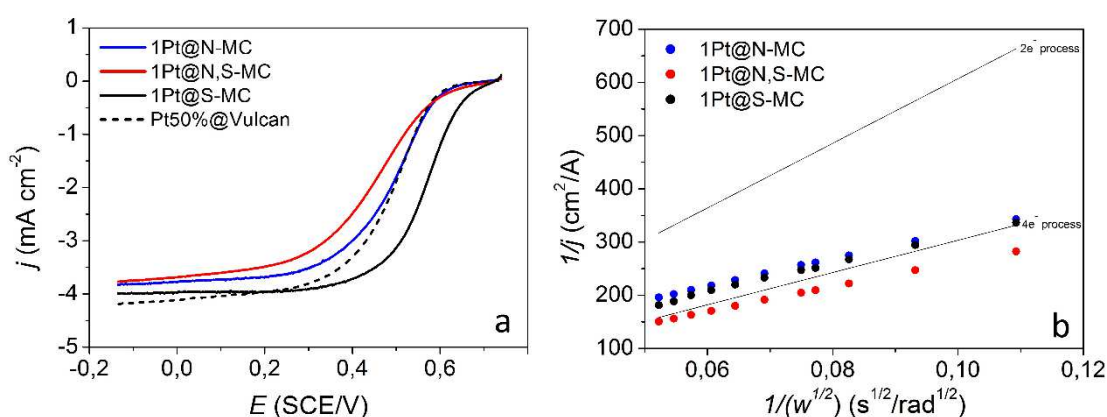 1Pt@N-MC
1Pt@N,S-MC
1Pt@S-MC
Pt50%@Vulcan
1
0
-1
-2
-3
-4
-5
j (mA cm⁻²)
0,0
0,2
0,4
0,6
0,8
E (SCE/V)
a
1Pt@N-MC
1Pt@N,S-MC
1Pt@S-MC
2e⁻ process
4e⁻ process
700
600
500
400
300
200
100
1/j (cm²/A)
0,06
0,08
0,10
0,12
1/(w^1/2) (s^1/2/rad^1/2)
b